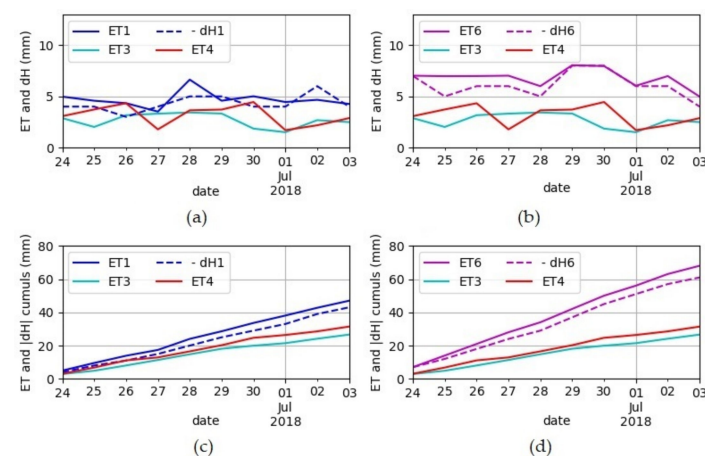 ET and dH (mm)
10
5
0
ET1 - dH1
ET3 ET4
24 25 26 27 28 29 30 01 02 03
Jul
2018
date
(a)
ET and dH (mm)
10
5
0
ET6 - dH6
ET3 ET4
24 25 26 27 28 29 30 01 02 03
Jul
2018
date
(b)
ET and |dH| cumuls (mm)
80
60
40
20
0
ET1 - dH1
ET3 ET4
24 25 26 27 28 29 30 01 02 03
Jul
2018
date
(c)
ET and |dH| cumuls (mm)
80
60
40
20
0
ET6 - dH6
ET3 ET4
24 25 26 27 28 29 30 01 02 03
Jul
2018
date
(d)